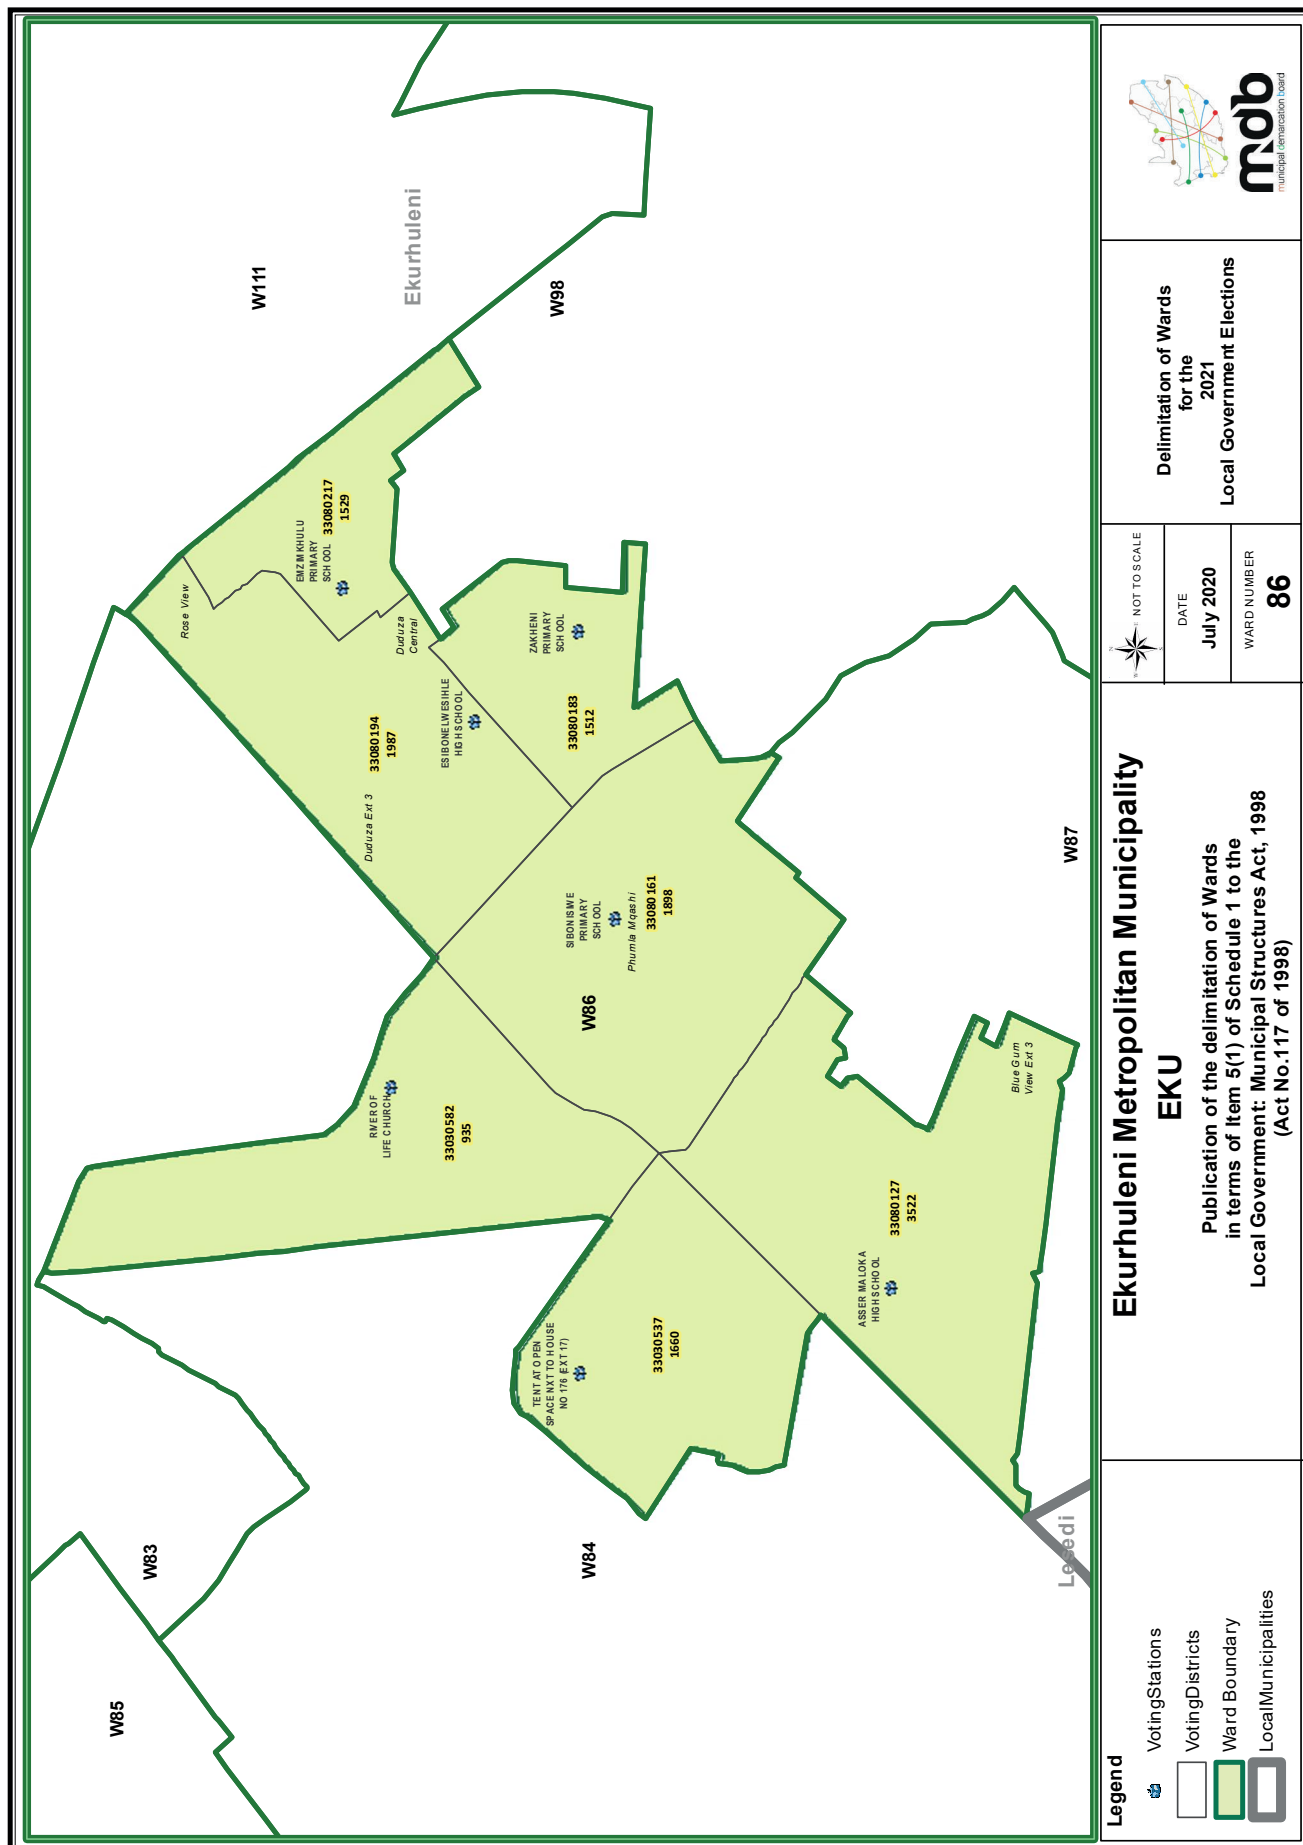 W85
W83
W84
W111
Ekurhuleni
W98
W86
W87
Lesedi
Rose View
EMZIMKHULU
PRIMARY
SCHOOL
33080217
1529
Duduza
Central
33080194
1987
Duduza Ext 3
ESIBONELWESIHLE
HIGH SCHOOL
ZAKHENI
PRIMARY
SCHOOL
33080183
1512
SIBONISIWE
PRIMARY
SCHOOL
Phumla Mqashi
33080161
1898
RIVER OF
LIFE CHURCH
33030582
935
TENT AT OPEN
SPACE NXT TO HOUSE
NO 176 (EXT 17)
33030537
1660
ASSER MALOKA
HIGH SCHOOL
33080127
3522
Blue Gum
View Ext 3
Legend
VotingStations
VotingDistricts
Ward Boundary
LocalMunicipalities
Ekurhuleni Metropolitan Municipality
EKU
Publication of the delimitation of Wards
in terms of Item 5(1) of Schedule 1 to the
Local Government: Municipal Structures Act, 1998
(Act No.117 of 1998)
N
W
E
S
NOT TO SCALE
DATE
July 2020
WARD NUMBER
86
Delimitation of Wards
for the
2021
Local Government Elections
mdb
municipal demarcation board